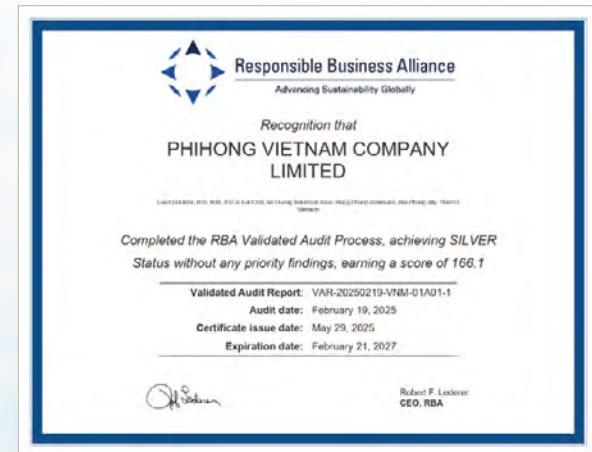 Responsible Business Alliance
Advancing Sustainability Globally
Recognition that
PHIHONG VIETNAM COMPANY
LIMITED
Vietnam
Completed the RBA Validated Audit Process, achieving SILVER
Status without any priority findings, earning a score of 166.1
Validated Audit Report: VAR-20250219-VNM-01A01-1
Audit date: February 19, 2025
Certificate issue date: May 29, 2025
Expiration date: February 21, 2027
Robert F. Lederer
CEO, RBA